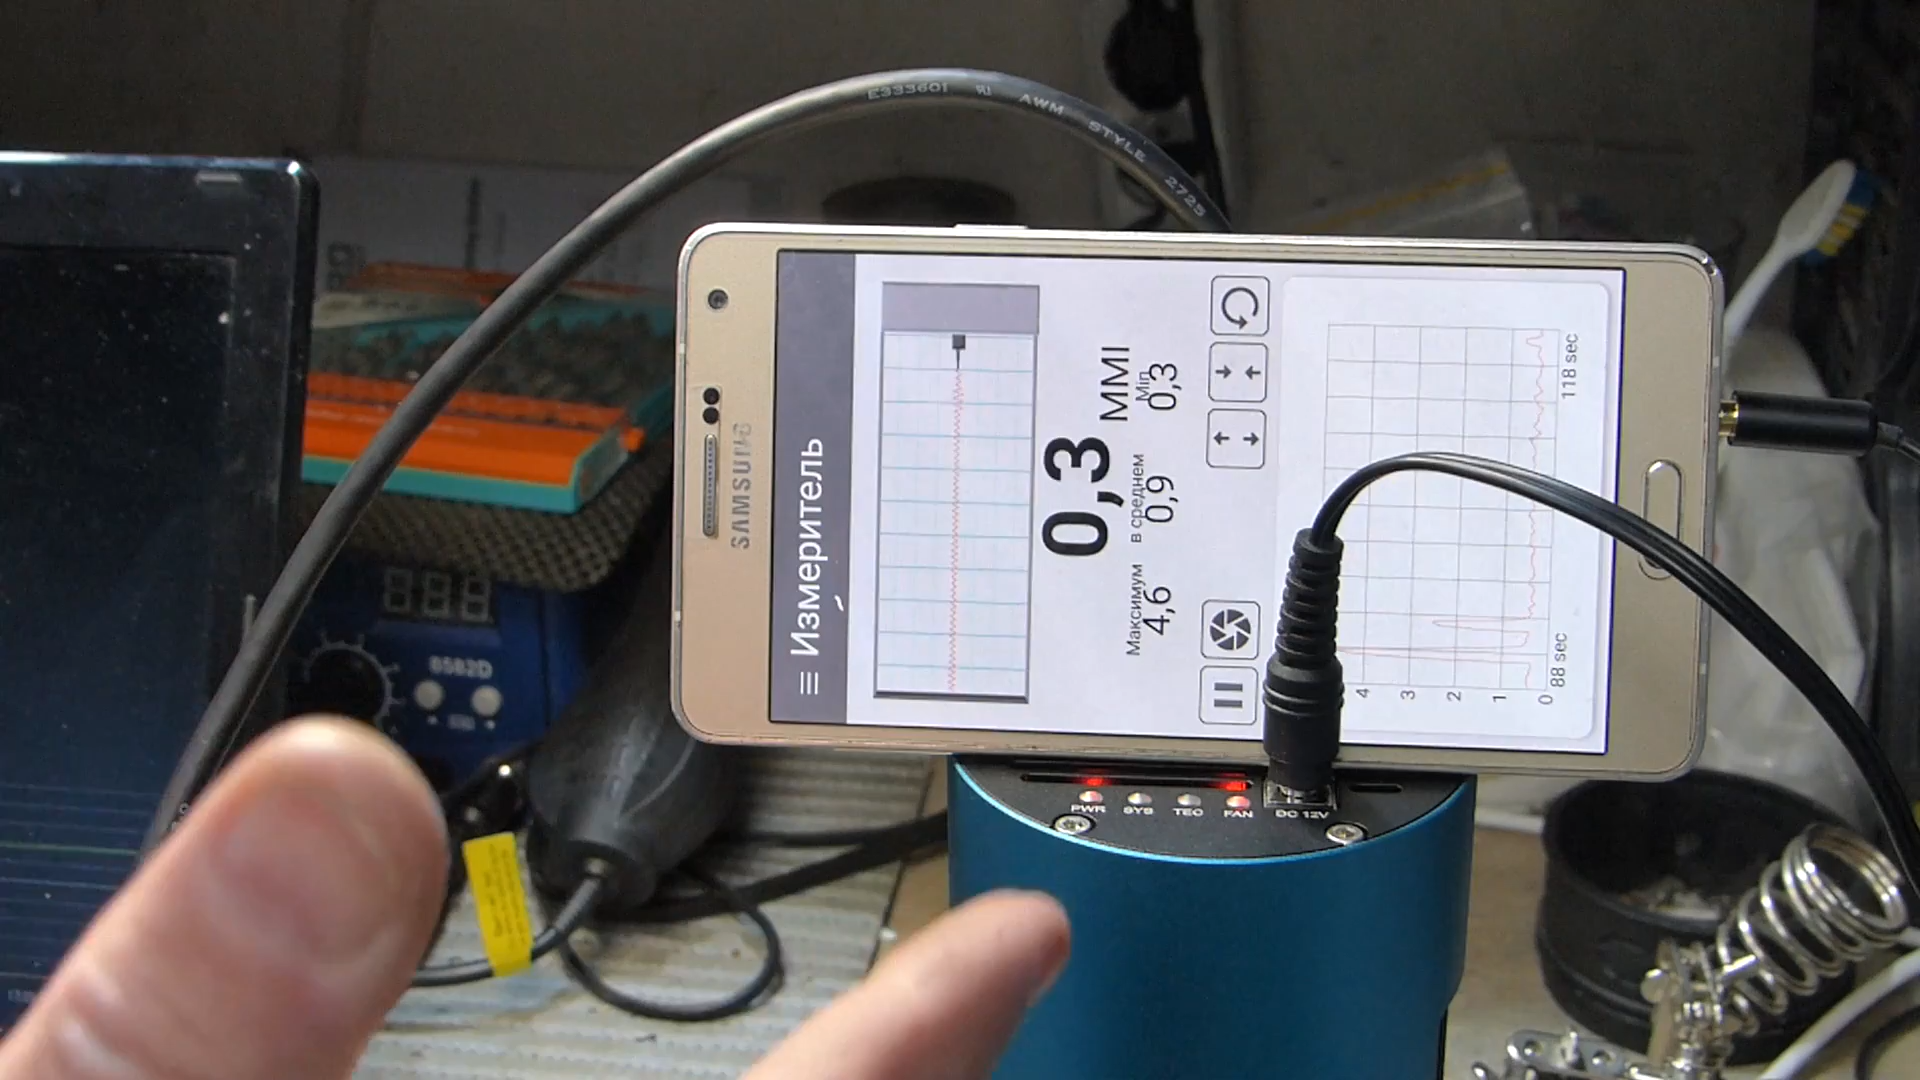 E333601 AWM STYLE 2725
SAMSUNG
Измеритель
0,3 MMI
Максимум в среднем Min
4,6 0,9 0,3
4
3
2
1
0
88 sec 118 sec
8582D
PWR SYS TEC FAN DC 12V